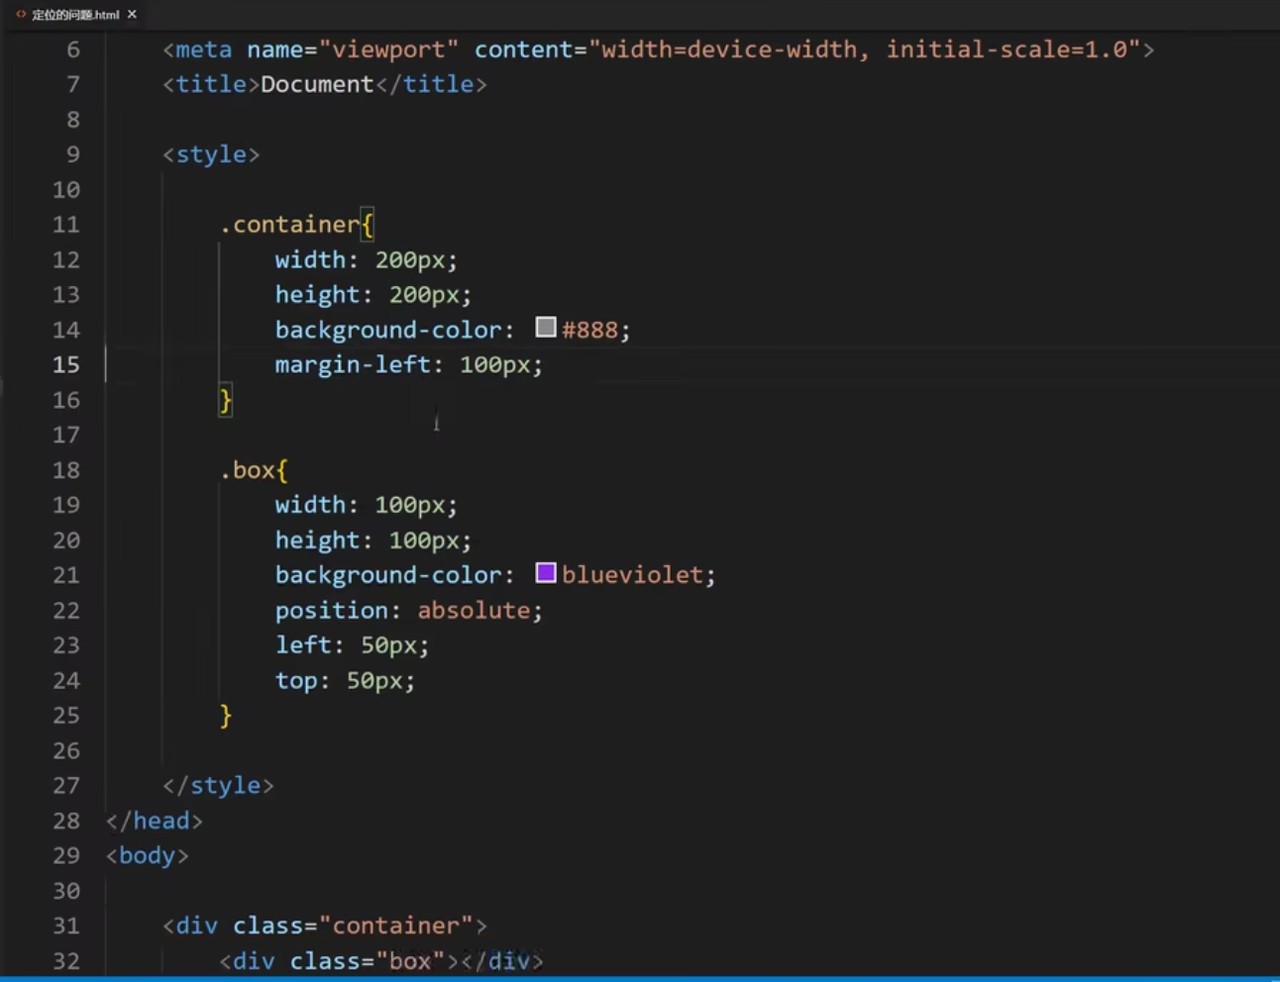 定位的问题.html
6 <meta name="viewport" content="width=device-width, initial-scale=1.0">
7 <title>Document</title>
8
9 <style>
10
11 .container{
12 width: 200px;
13 height: 200px;
14 background-color: #888;
15 margin-left: 100px;
16 }
17
18 .box{
19 width: 100px;
20 height: 100px;
21 background-color: blueviolet;
22 position: absolute;
23 left: 50px;
24 top: 50px;
25 }
26
27 </style>
28 </head>
29 <body>
30
31 <div class="container">
32 <div class="box"></div>